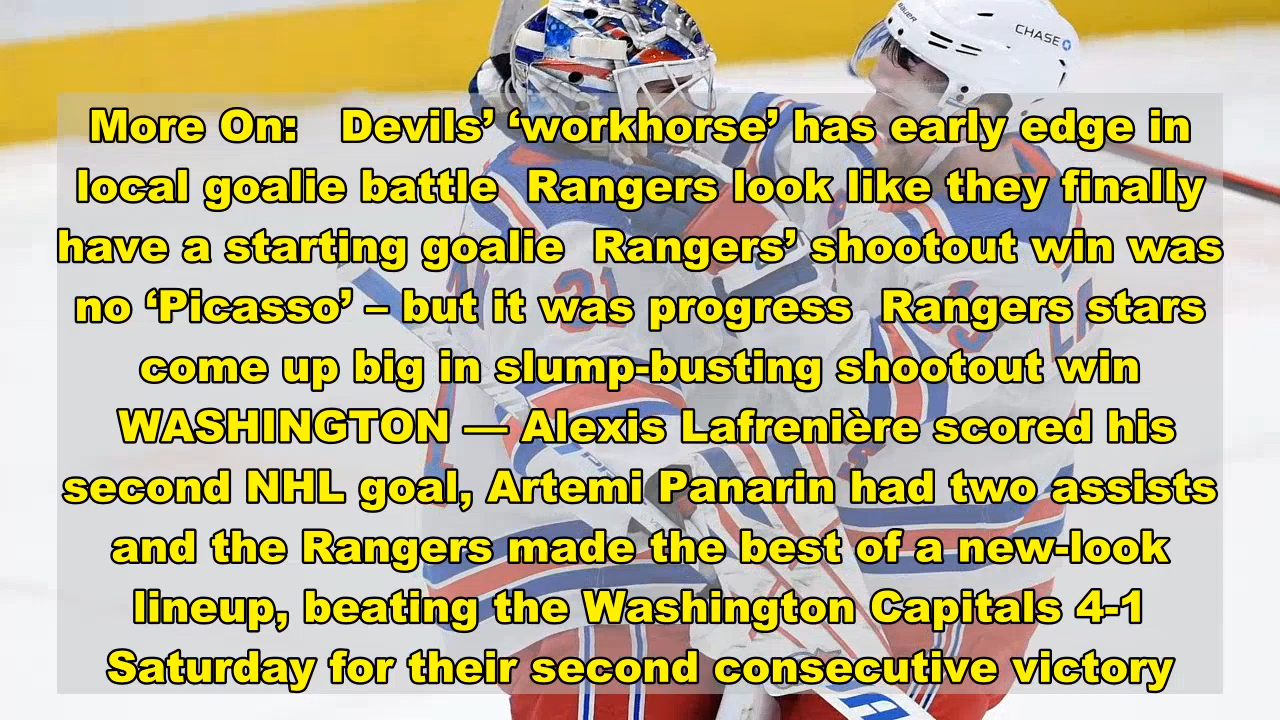 CHASE
BAUER
More On:   Devils’ ‘workhorse’ has early edge in
local goalie battle  Rangers look like they finally
have a starting goalie  Rangers’ shootout win was
no ‘Picasso’ – but it was progress  Rangers stars
come up big in slump-busting shootout win
WASHINGTON — Alexis Lafrenière scored his
second NHL goal, Artemi Panarin had two assists
and the Rangers made the best of a new-look
lineup, beating the Washington Capitals 4-1
Saturday for their second consecutive victory
31